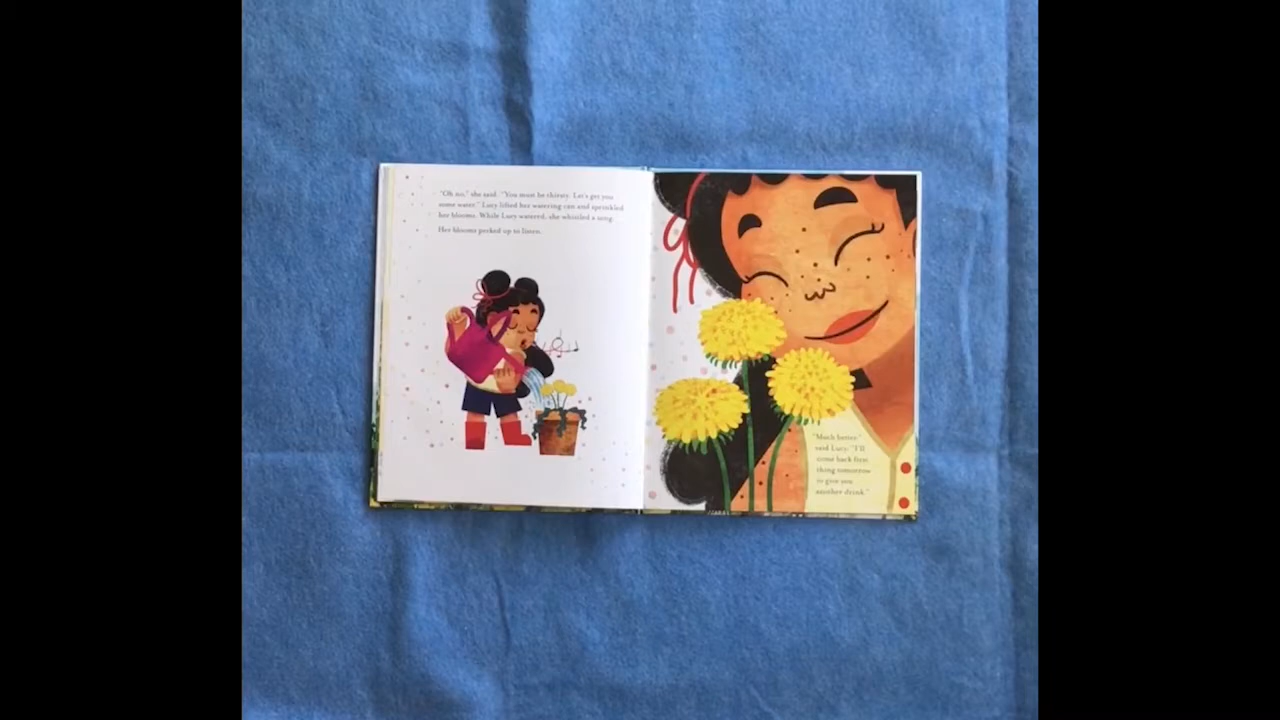 "Oh no," she said. "You must be thirsty. Let's get you
some water." Lucy lifted her watering can and sprinkled
her blooms. While Lucy watered, she whistled a song.
Her blooms perked up to listen.
"Much better,"
said Lucy. "I'll
come back first
thing tomorrow
to give you
another drink."